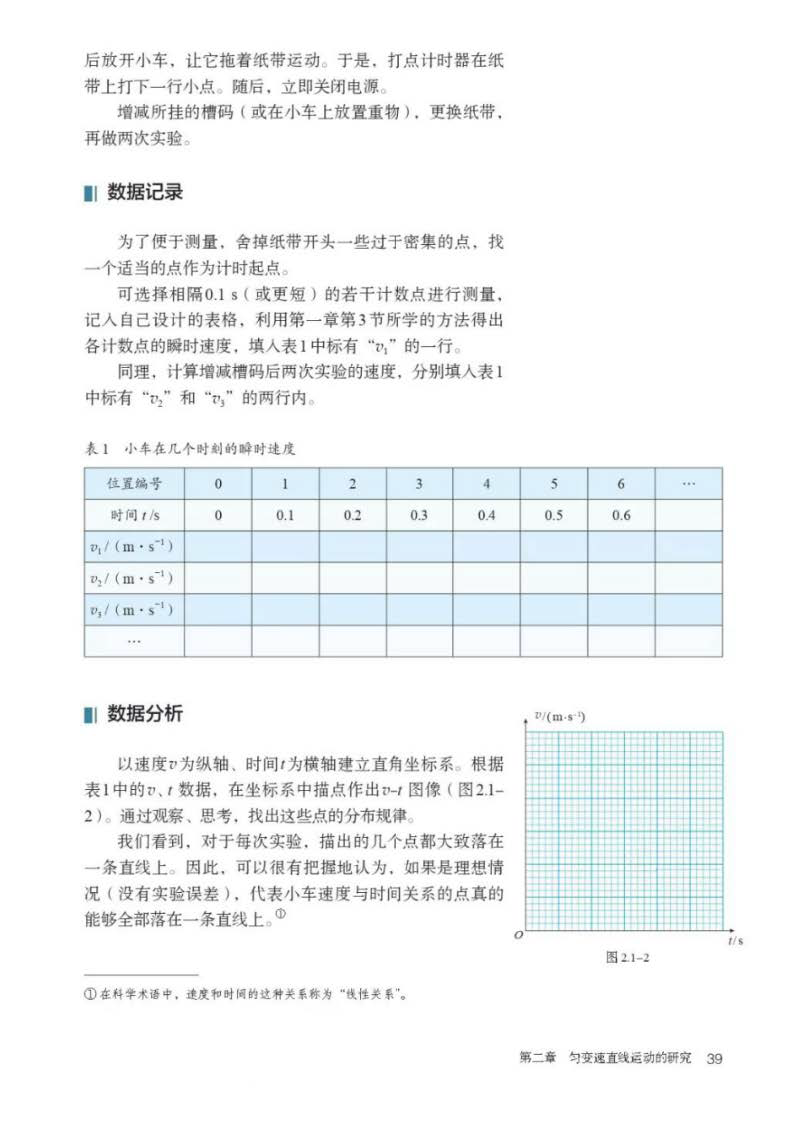 后放开小车，让它拖着纸带运动。于是，打点计时器在纸
带上打下一行小点。随后，立即关闭电源。
增减所挂的槽码（或在小车上放置重物），更换纸带，
再做两次实验。
数据记录
为了便于测量，舍掉纸带开头一些过于密集的点，找
一个适当的点作为计时起点。
可选择相隔0.1 s（或更短）的若干计数点进行测量，
记入自己设计的表格，利用第一章第3节所学的方法得出
各计数点的瞬时速度，填入表1中标有“v₁”的一行。
同理，计算增减槽码后两次实验的速度，分别填入表1
中标有“v₂”和“v₃”的两行内。
表1 小车在几个时刻的瞬时速度
位置编号 0 1 2 3 4 5 6 …
时间 t /s 0 0.1 0.2 0.3 0.4 0.5 0.6
v₁ /（m·s⁻¹）
v₂ /（m·s⁻¹）
v₃ /（m·s⁻¹）
…
数据分析
以速度v为纵轴、时间t为横轴建立直角坐标系。根据
表1中的v、t 数据，在坐标系中描点作出v–t 图像（图2.1–
2）。通过观察、思考，找出这些点的分布规律。
我们看到，对于每次实验，描出的几个点都大致落在
一条直线上。因此，可以很有把握地认为，如果是理想情
况（没有实验误差），代表小车速度与时间关系的点真的
能够全部落在一条直线上。①
v/(m·s⁻¹)
O
t/s
图 2.1–2
① 在科学术语中，速度和时间的这种关系称为“线性关系”。
第二章 匀变速直线运动的研究 39